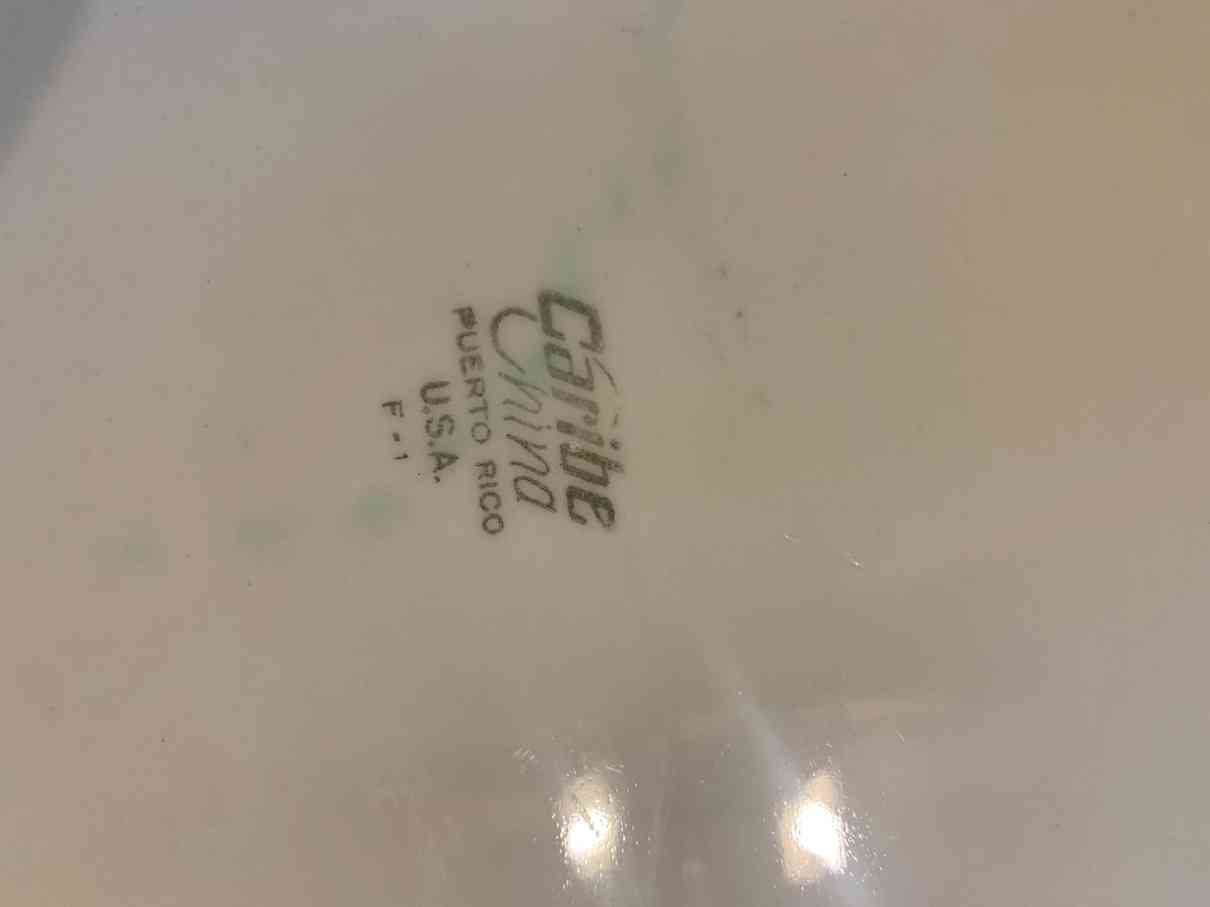 Caribe
China
PUERTO RICO
U.S.A.
F-1